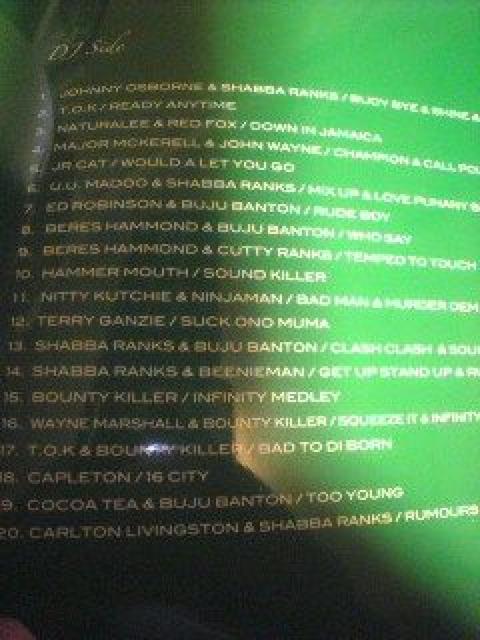 DJ Side
1. JOHNNY OSBORNE & SHABBA RANKS / BUDY BYE & SHINE &
2. T.O.K / READY ANYTIME
3. NATURALEE & RED FOX / DOWN IN JAMAICA
4. MAJOR MCKERELL & JOHN WAYNE / CHAMPION & CALL POL
5. JR CAT / WOULD A LET YOU GO
6. U.U. MADOO & SHABBA RANKS / MIX UP & LOVE PUNANY
7. ED ROBINSON & BUJU BANTON / RUDE BOY
8. BERES HAMMOND & BUJU BANTON / WHO SAY
9. BERES HAMMOND & CUTTY RANKS / TEMPED TO TOUCH
10. HAMMER MOUTH / SOUND KILLER
11. NITTY KUTCHIE & NINJAMAN / BAD MAN & MURDER DEM
12. TERRY GANZIE / SUCK ONO MUMA
13. SHABBA RANKS & BUJU BANTON / CLASH CLASH & SOU
14. SHABBA RANKS & BEENIEMAN / GET UP STAND UP & R
15. BOUNTY KILLER / INFINITY MEDLEY
16. WAYNE MARSHALL & BOUNTY KILLER / SQUEEZE IT & INFINITY
17. T.O.K & BOUNTY KILLER / BAD TO DI BORN
18. CAPLETON / 16 CITY
19. COCOA TEA & BUJU BANTON / TOO YOUNG
20. CARLTON LIVINGSTON & SHABBA RANKS / RUMOURS